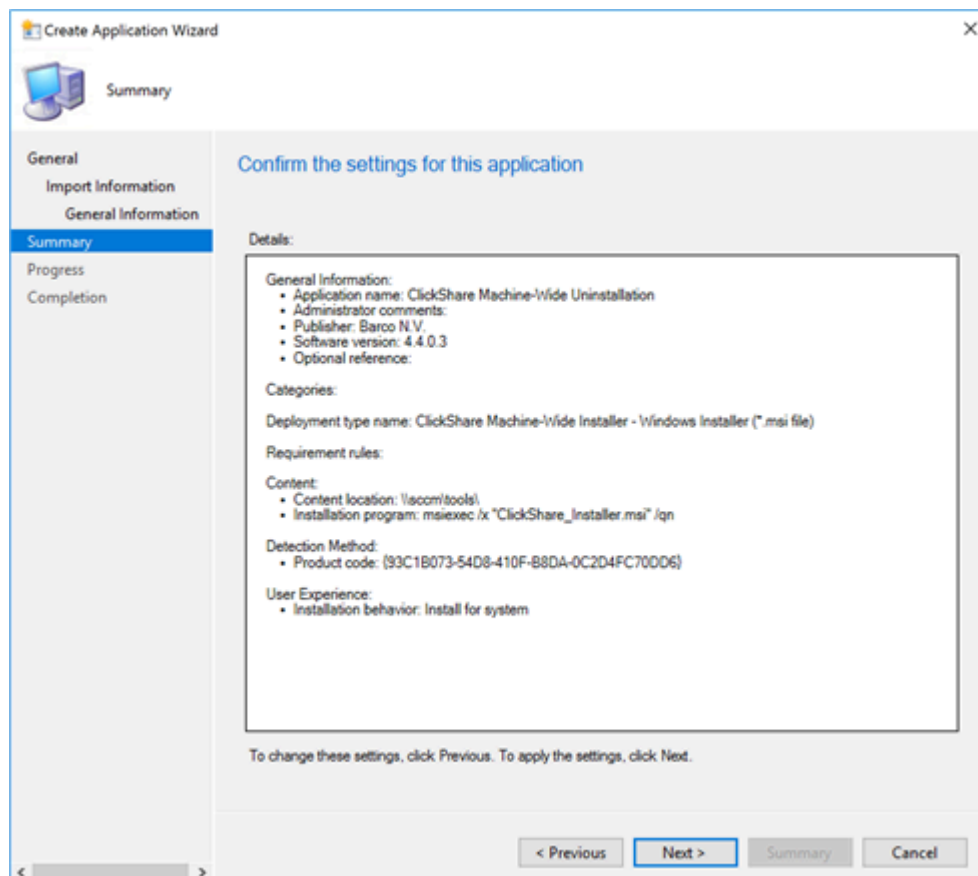 Create Application Wizard
Summary
General
Import Information
General Information
Summary
Progress
Completion
Confirm the settings for this application
Details:
General Information:
• Application name: ClickShare Machine-Wide Uninstallation
• Administrator comments:
• Publisher: Barco N.V.
• Software version: 4.4.0.3
• Optional reference:
Categories:
Deployment type name: ClickShare Machine-Wide Installer - Windows Installer (*.msi file)
Requirement rules:
Content:
• Content location: \\sccm\tools\
• Installation program: msiexec /x "ClickShare_Installer.msi" /qn
Detection Method:
• Product code: {93C1B073-54D8-410F-B8DA-0C2D4FC70DD6}
User Experience:
• Installation behavior: Install for system
To change these settings, click Previous. To apply the settings, click Next.
< Previous
Next >
Summary
Cancel